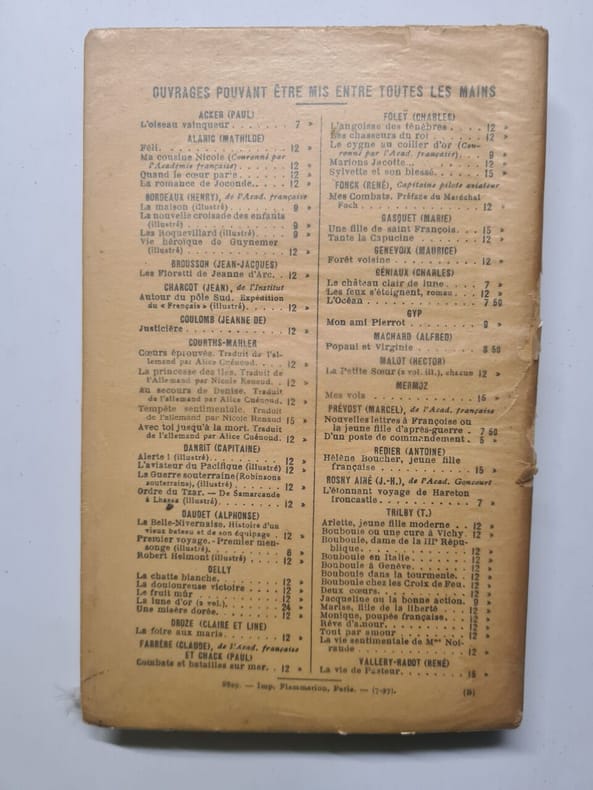 OUVRAGES POUVANT ÊTRE MIS ENTRE TOUTES LES MAINS
ACKER (PAUL)
L'oiseau vainqueur . . . . . . . 7 »
ALANIC (MATHILDE)
Féli. . . . . . . . . . . . . . . 12 »
Ma cousine Nicole (Couronné par
l'Académie française) . . . . . . 12 »
Quand le cœur parle. . . . . . . 12 »
La romance de Joconde. . . . . . 12 »
BORDEAUX (HENRY), de l'Acad. française
La maison (illustré) . . . . . . 9 »
La nouvelle croisade des enfants
(illustré) . . . . . . . . . . . 9 »
Les Roquevillard (illustré). . . 9 »
Vie héroïque de Guynemer
(illustré) . . . . . . . . . . . 12 »
BROUSSON (JEAN-JACQUES)
Les Fioretti de Jeanne d'Arc. . . 12 »
CHARCOT (JEAN), de l'Institut
Autour du pôle Sud. Expédition
du « Français » (illustré) . . . 12 »
COULOMB (JEANNE DE)
Justicière . . . . . . . . . . . 12 »
COURTHS-MAHLER
Cœurs éprouvés. Traduit de l'al-
lemand par Alice Cuénoud. . . . 12 »
La princesse des Iles. Traduit de
l'Allemand par Nicole Renaud. . . 12 »
Au secours de Denise. Traduit
de l'allemand par Alice Cuénoud. 12 »
Tempête sentimentale. Traduit
de l'allemand par Nicole Renaud 15 »
Avec toi jusqu'à la mort. Traduit
de l'allemand par Alice Cuénoud. 12 »
DANRIT (CAPITAINE)
Alerte ! (illustré) . . . . . . . 12 »
L'aviateur du Pacifique (illustré) 12 »
La Guerre souterraine (Robinsons
souterrains), (illustré) . . . . 12 »
Ordre du Tzar. — De Samarcande
à Lhassa (illustré). . . . . . . 12 »
DAUDET (ALPHONSE)
La Belle-Nivernaise. Histoire d'un
vieux bateau et de son équipage . 12 »
Premier voyage. - Premier men-
songe (illustré). . . . . . . . . 6 »
Robert Helmont (illustré) . . . . 12 »
DELLY
La chatte blanche. . . . . . . . 12 »
La douloureuse victoire . . . . . 12 »
Le fruit mûr . . . . . . . . . . 12 »
La lune d'or (2 vol.). . . . . . 24 »
Une misère dorée. . . . . . . . . 12 »
DROZE (CLAIRE ET LINE)
La foire aux maris. . . . . . . . 12 »
FARRÈRE (CLAUDE), de l'Acad. française
ET CHACK (PAUL)
Combats et batailles sur mer. . . 12 »
FOLEŸ (CHARLES)
L'angoisse des ténèbres . . . . . 12 »
Les chasseurs du roi . . . . . . 12 »
Le cygne au collier d'or (Cou-
ronné par l'Acad. française). . . 9 »
Marions Jacotte. . . . . . . . . 12 »
Sylvette et son blessé. . . . . . 15 »
FONCK (RENÉ), Capitaine pilote aviateur
Mes Combats. Préface du Maréchal
Foch . . . . . . . . . . . . . . 12 »
GASQUET (MARIE)
Une fille de saint François. . . 15 »
Tante la Capucine . . . . . . . . 12 »
GENEVOIX (MAURICE)
Forêt voisine . . . . . . . . . . 12 »
GÉNIAUX (CHARLES)
Le château clair de lune. . . . . 7 »
Les feux s'éteignent, roman. . . 12 »
L'Océan . . . . . . . . . . . . . 7 50
GYP
Mon ami Pierrot . . . . . . . . . 9 »
MACHARD (ALFRED)
Popaul et Virginie . . . . . . . 8 50
MALOT (HECTOR)
La Petite Sœur (2 vol. ill.), chacun 12 »
MERMOZ
Mes vols . . . . . . . . . . . . 15 »
PRÉVOST (MARCEL), de l'Acad. française
Nouvelles lettres à Françoise ou
la jeune fille d'après-guerre . . 7 50
D'un poste de commandement . . . 5 »
REDIER (ANTOINE)
Hélène Boucher, jeune fille
française . . . . . . . . . . . . 15 »
ROSNY AÎNÉ (J.-H.), de l'Acad. Goncourt
L'étonnant voyage de Hareton
Ironcastle. . . . . . . . . . . . 7 »
TRILBY (T.)
Arlette, jeune fille moderne . . 12 »
Bouboule ou une cure à Vichy. . . 12 »
Bouboule, dame de la IIIe Répu-
blique. . . . . . . . . . . . . . 12 »
Bouboule en Italie . . . . . . . 12 »
Bouboule à Genève. . . . . . . . 12 »
Bouboule dans la tourmente. . . . 12 »
Bouboule chez les Croix de Feu. . 12 »
Deux cœurs. . . . . . . . . . . . 12 »
Jacqueline ou la bonne action. . 9 »
Marise, fille de la liberté . . . 12 »
Monique, poupée française. . . . 12 »
Rêve d'amour. . . . . . . . . . . 12 »
Tout par amour . . . . . . . . . 12 »
La vie sentimentale de Mme Noi-
raude . . . . . . . . . . . . . . 12 »
VALLERY-RADOT (RENÉ)
La vie de Pasteur. . . . . . . . 18 »
— Imp. Flammarion, Paris. — (7-37).